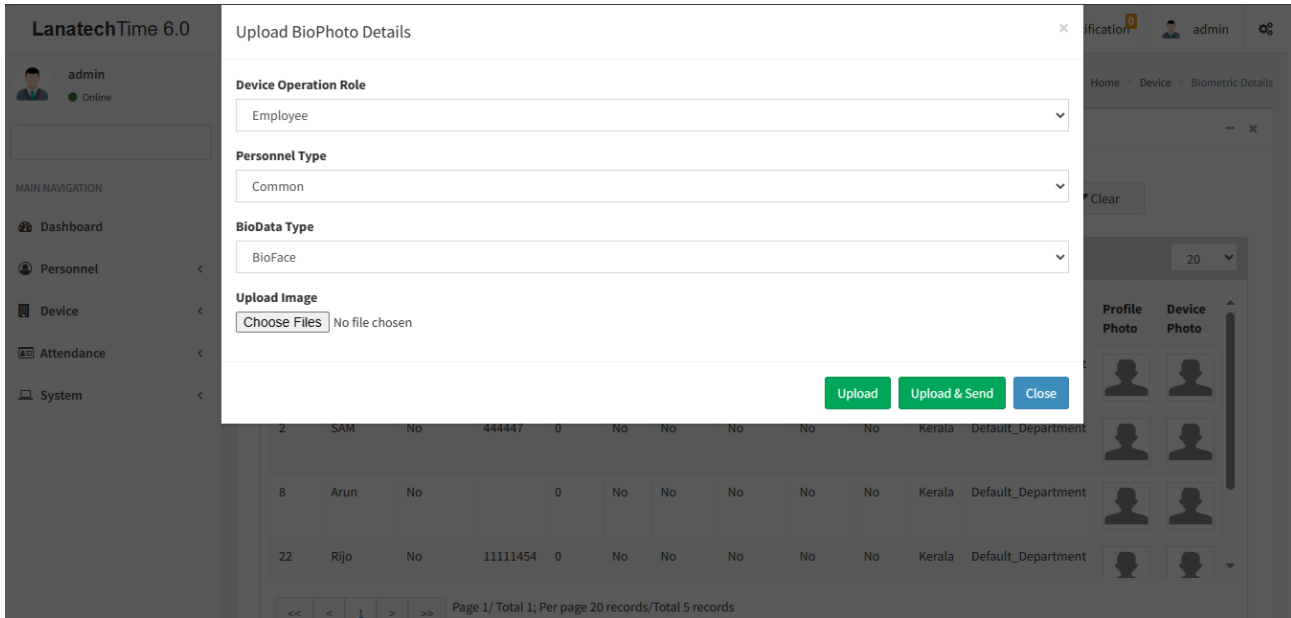 LanatechTime 6.0
Upload BioPhoto Details
×
ification
0
admin
admin
Online
Home > Device > Biometric Details
Device Operation Role
Employee
Personnel Type
Common
MAIN NAVIGATION
Clear
Dashboard
BioData Type
BioFace
20
Personnel
Device
Upload Image
Choose Files No file chosen
Profile Photo
Device Photo
Attendance
System
Upload
Upload & Send
Close
2 SAM No 444447 0 No No No No No Kerala Default_Department
8 Arun No 0 No No No No No Kerala Default_Department
22 Rijo No 11111454 0 No No No No No Kerala Default_Department
<< < 1 > >> Page 1/ Total 1; Per page 20 records/Total 5 records